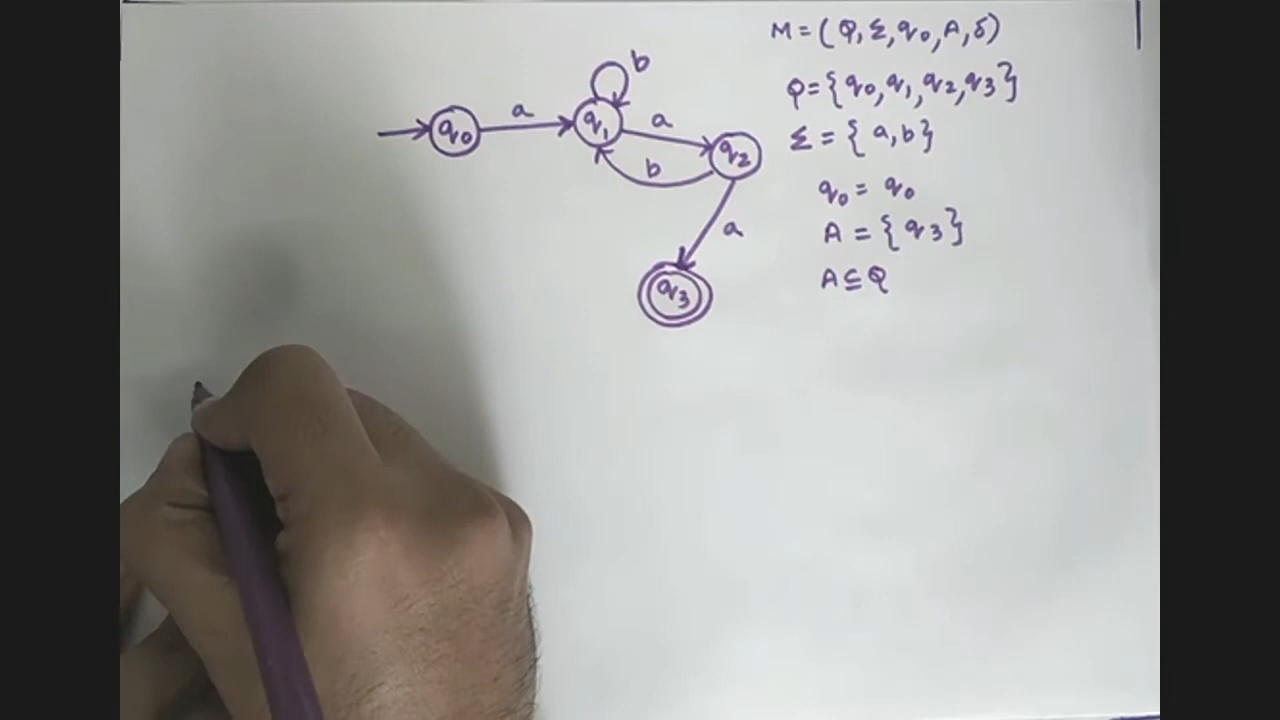 M = (Q, Σ, q0, A, δ)
Q = {q0, q1, q2, q3}
Σ = {a, b}
q0 = q0
A = {q3}
A ⊆ Q
b
a
q0
q1
a
q2
b
a
q3